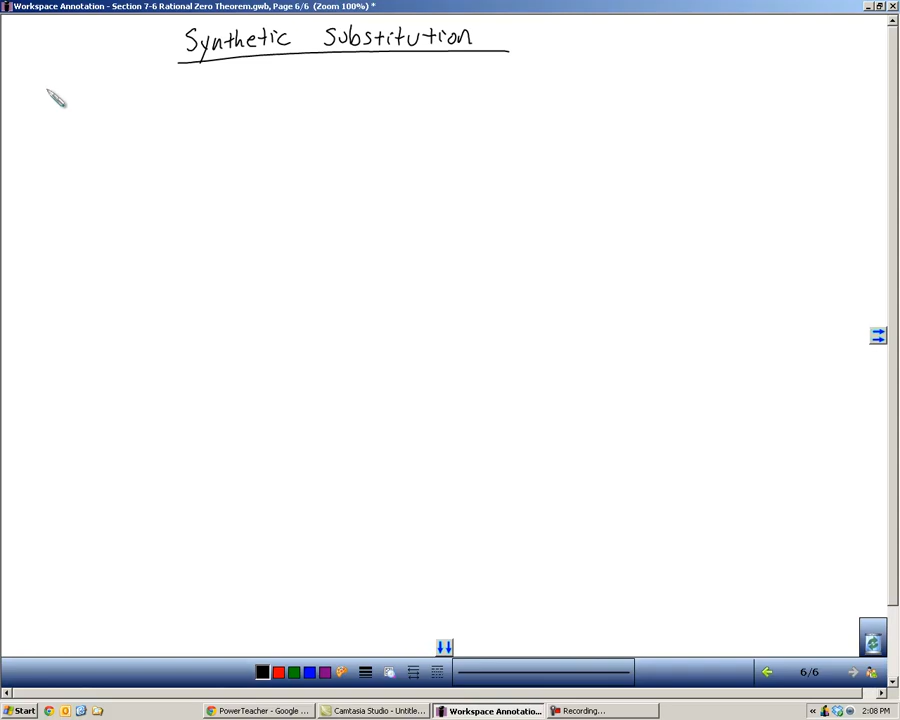 Workspace Annotation - Section 7-6 Rational Zero Theorem.gwb, Page 6/6 (Zoom 100%) *
Synthetic Substitution
6/6
Start
PowerTeacher - Google ...
Camtasia Studio - Untitle...
Workspace Annotatio...
Recording...
2:08 PM